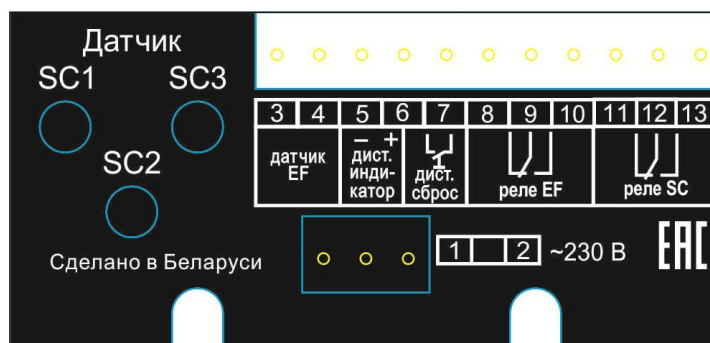 Датчик
SC1 SC3
SC2
3 4 5 6 7 8 9 10 11 12 13
датчик
EF
– +
дист.
инди-
катор
дист.
сброс
реле EF
реле SC
Сделано в Беларуси
1 2 ~230 В
EAC